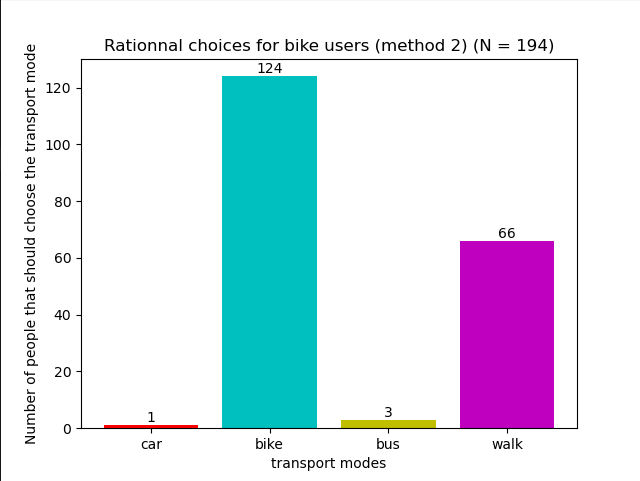 Rationnal choices for bike users (method 2) (N = 194)
Number of people that should choose the transport mode
120
100
80
60
40
20
0
1
124
3
66
car
bike
bus
walk
transport modes